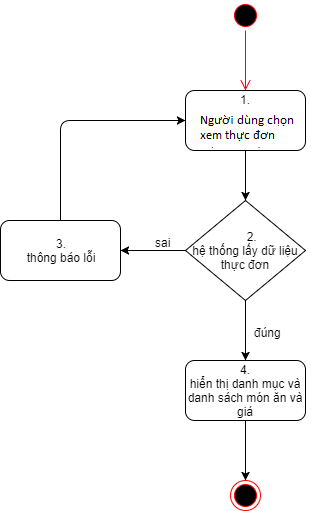 1.
Người dùng chọn
xem thực đơn
2.
hệ thống lấy dữ liệu
thực đơn
sai
3.
thông báo lỗi
đúng
4.
hiển thị danh mục và
danh sách món ăn và
giá